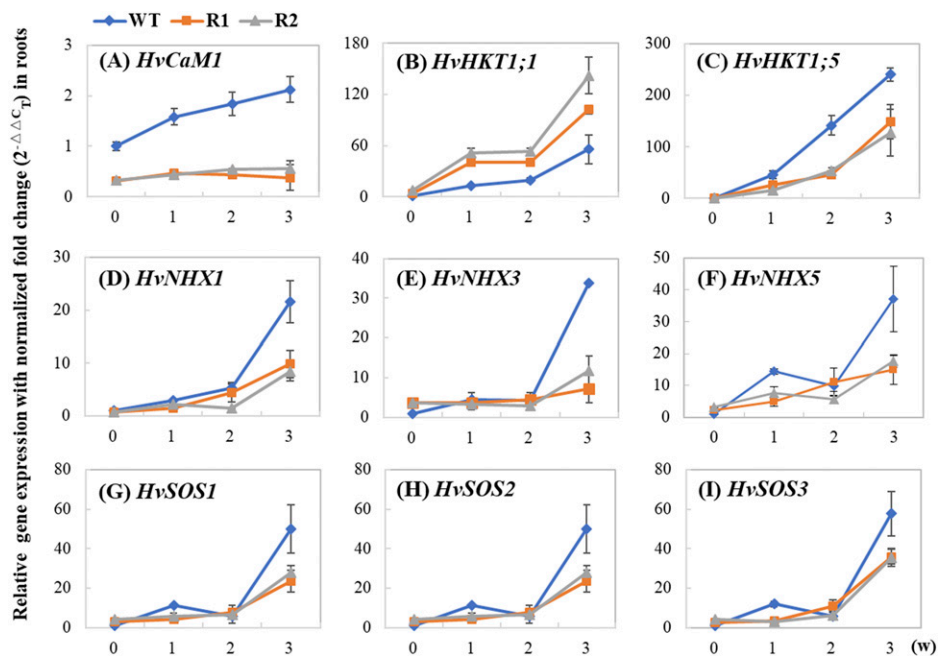 WT R1 R2
Relative gene expression with normalized fold change (2-△△CT) in roots
(A) HvCaM1
3
2
1
0
0 1 2 3
(B) HvHKT1;1
180
120
60
0
0 1 2 3
(C) HvHKT1;5
300
200
100
0
0 1 2 3
(D) HvNHX1
30
20
10
0
0 1 2 3
(E) HvNHX3
40
30
20
10
0
0 1 2 3
(F) HvNHX5
50
40
30
20
10
0
0 1 2 3
(G) HvSOS1
80
60
40
20
0
0 1 2 3
(H) HvSOS2
80
60
40
20
0
0 1 2 3
(I) HvSOS3
80
60
40
20
0
0 1 2 3 (w)